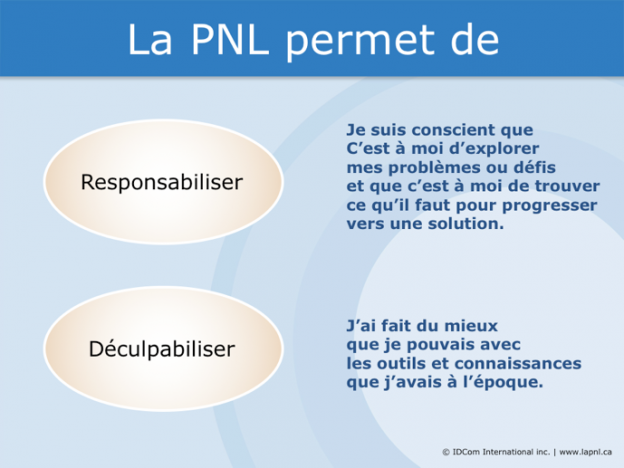 La PNL permet de
Responsabiliser
Je suis conscient que
C’est à moi d’explorer
mes problèmes ou défis
et que c’est à moi de trouver
ce qu’il faut pour progresser
vers une solution.
Déculpabiliser
J’ai fait du mieux
que je pouvais avec
les outils et connaissances
que j’avais à l’époque.
© IDCom International inc. | www.lapnl.ca